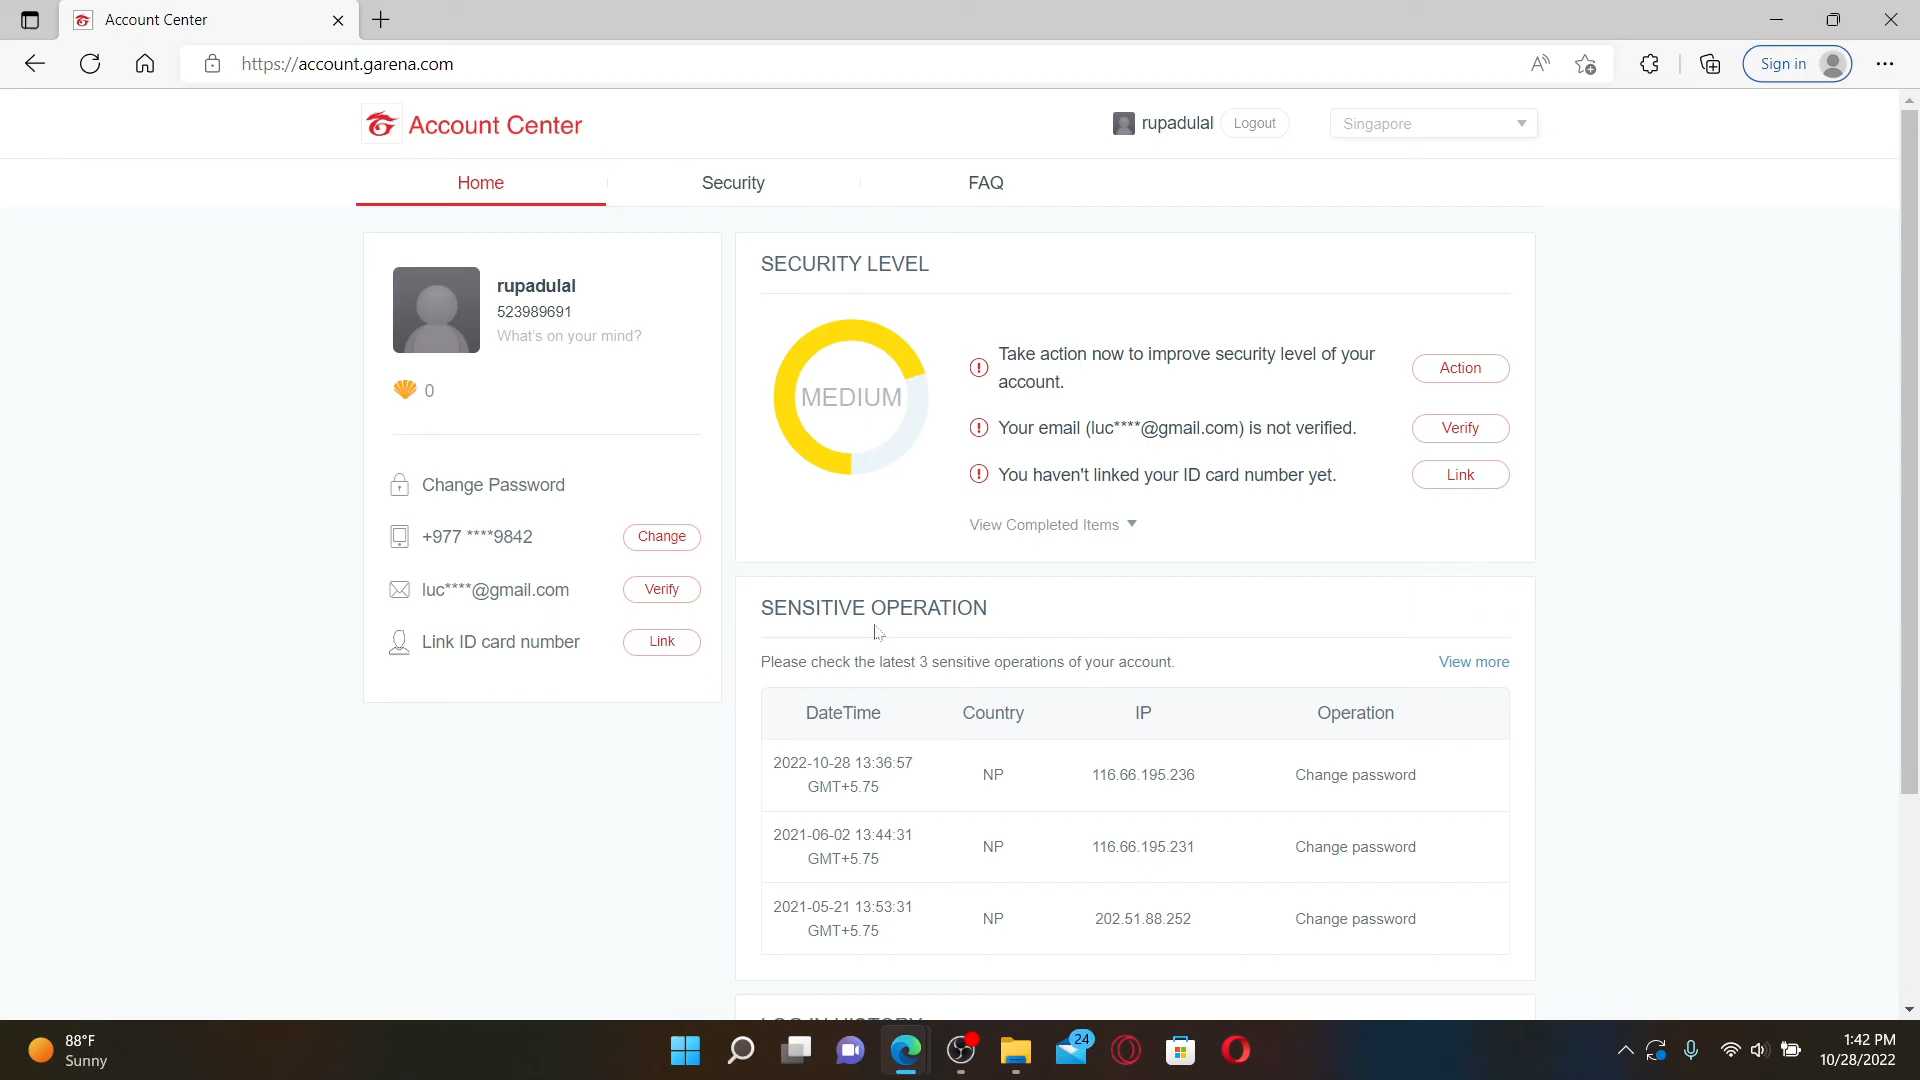 Account Center
https://account.garena.com
Sign in
Account Center
rupadulal
Logout
Singapore
Home
Security
FAQ
rupadulal
523989691
What's on your mind?
0
Change Password
+977 ****9842
Change
luc****@gmail.com
Verify
Link ID card number
Link
SECURITY LEVEL
MEDIUM
Take action now to improve security level of your
account.
Action
Your email (luc****@gmail.com) is not verified.
Verify
You haven't linked your ID card number yet.
Link
View Completed Items
SENSITIVE OPERATION
Please check the latest 3 sensitive operations of your account.
View more
DateTime Country IP Operation
2022-10-28 13:36:57
GMT+5.75
NP 116.66.195.236 Change password
2021-06-02 13:44:31
GMT+5.75
NP 116.66.195.231 Change password
2021-05-21 13:53:31
GMT+5.75
NP 202.51.88.252 Change password
88°F
Sunny
24
1:42 PM
10/28/2022